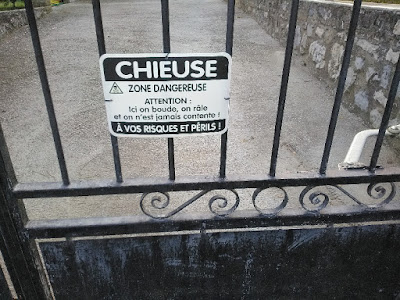 CHIEUSE
ZONE DANGEREUSE
ATTENTION :
Ici on boude, on râle
et on n'est jamais contente !
À VOS RISQUES ET PÉRILS !